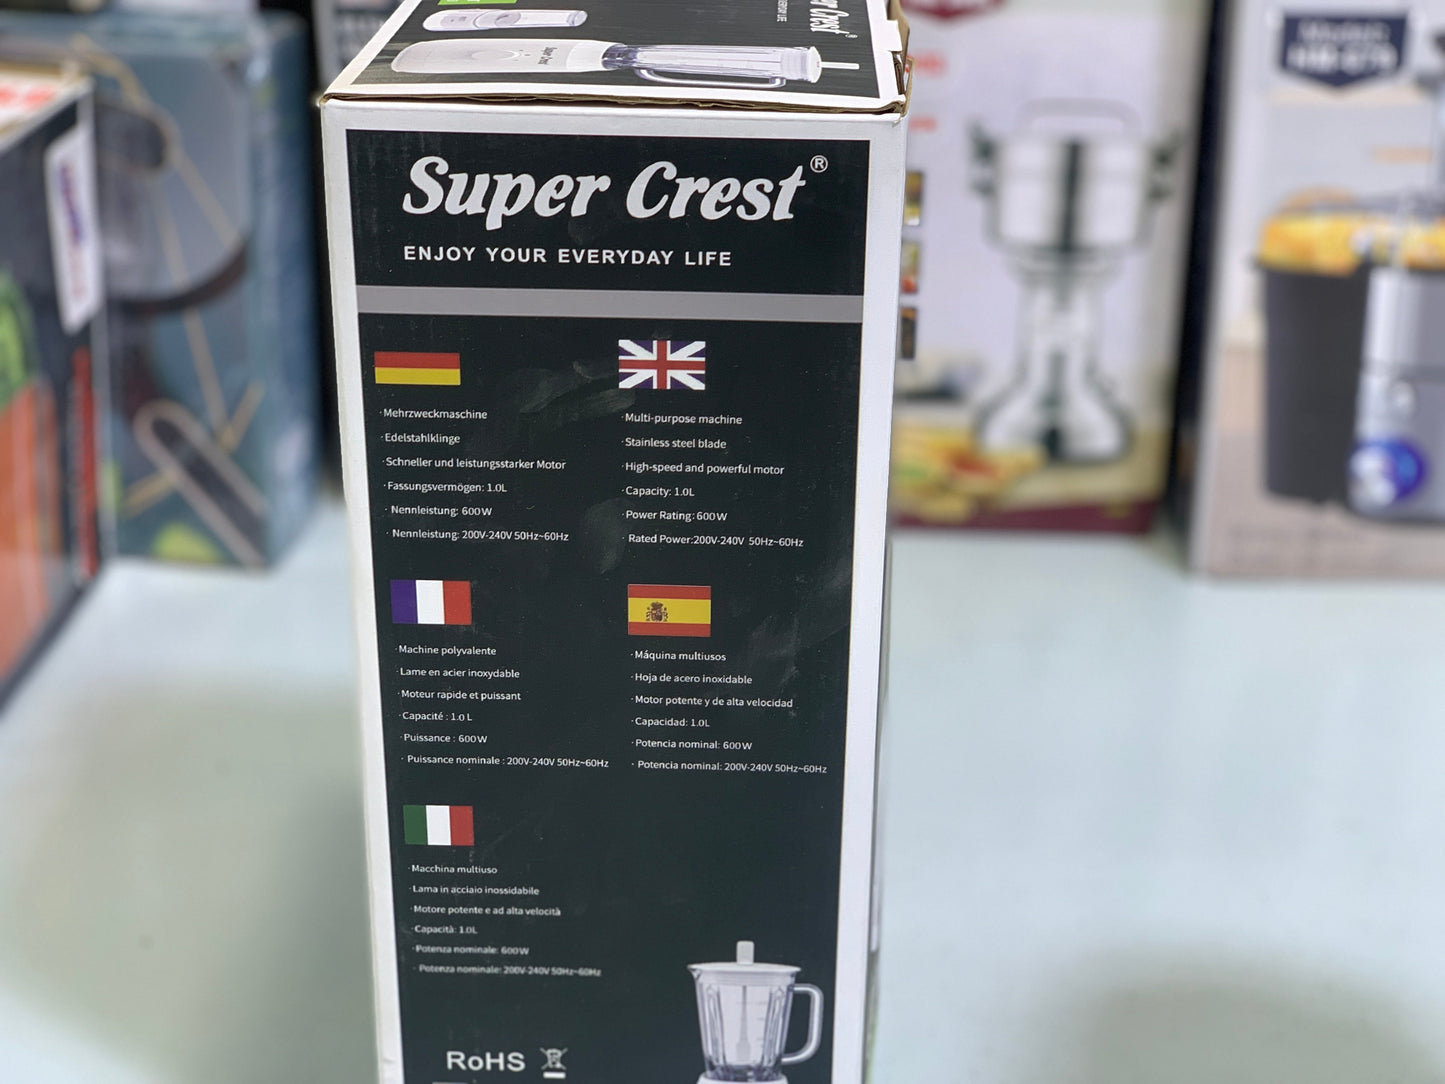 Super Crest
Super Crest®
ENJOY YOUR EVERYDAY LIFE
·Mehrzweckmaschine
·Edelstahlklinge
·Schneller und leistungsstarker Motor
·Fassungsvermögen: 1.0L
·Nennleistung: 600W
·Nennleistung: 200V-240V 50Hz~60Hz
·Multi-purpose machine
·Stainless steel blade
·High-speed and powerful motor
·Capacity: 1.0L
·Power Rating: 600W
·Rated Power:200V-240V 50Hz~60Hz
·Machine polyvalente
·Lame en acier inoxydable
·Moteur rapide et puissant
·Capacité : 1.0 L
·Puissance : 600W
·Puissance nominale : 200V-240V 50Hz~60Hz
·Máquina multiusos
·Hoja de acero inoxidable
·Motor potente y de alta velocidad
·Capacidad: 1.0L
·Potencia nominal: 600W
·Potencia nominal: 200V-240V 50Hz~60Hz
·Macchina multiuso
·Lama in acciaio inossidabile
·Motore potente e ad alta velocità
·Capacità: 1.0L
·Potenza nominale: 600W
·Potenza nominale: 200V-240V 50Hz~60Hz
RoHS